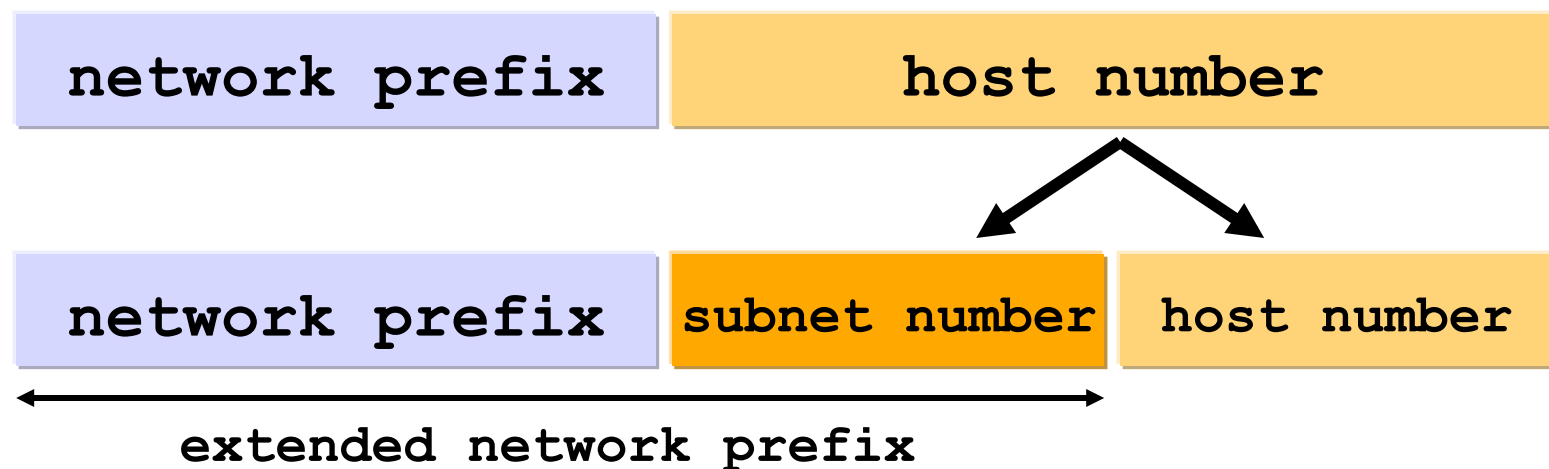 network prefix host number
network prefix subnet number host number
extended network prefix